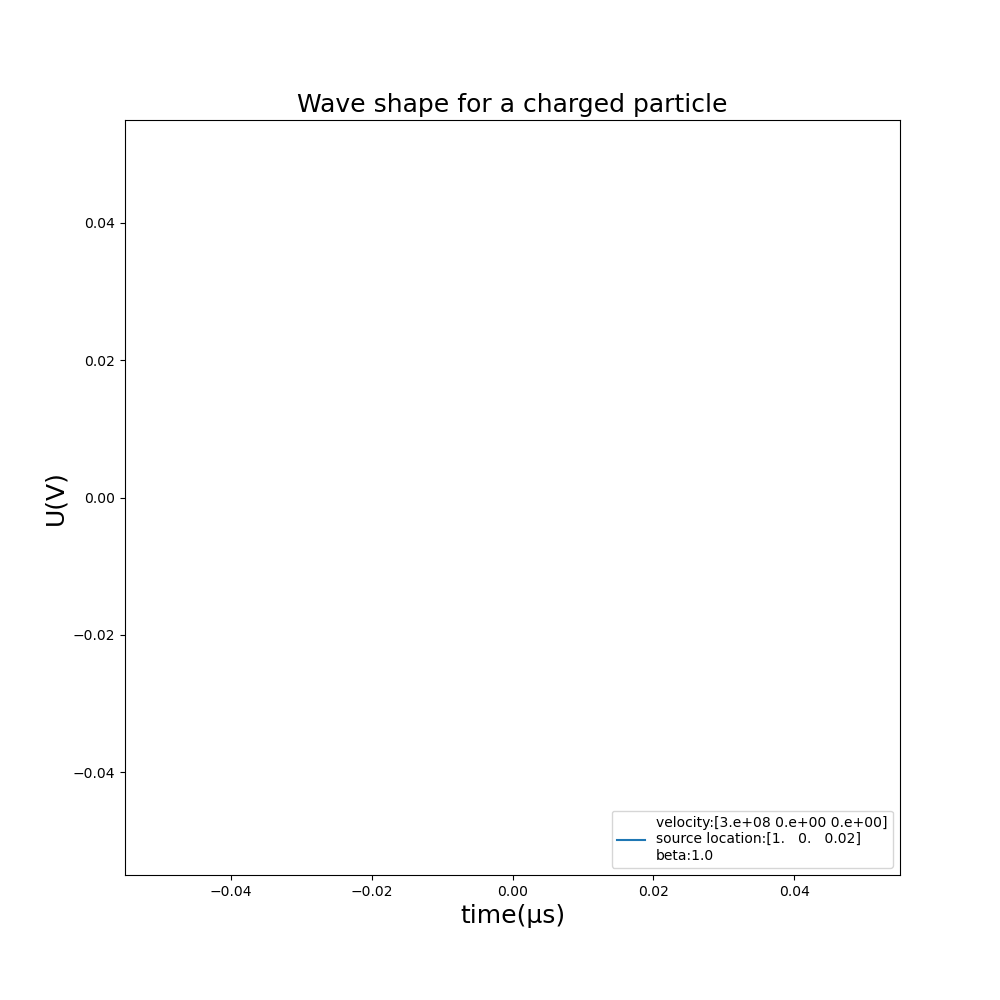 Wave shape for a charged particle
0.04
0.02
0.00
−0.02
−0.04
U(V)
velocity:[3.e+08 0.e+00 0.e+00]
source location:[1.   0.   0.02]
beta:1.0
−0.04
−0.02
0.00
0.02
0.04
time(μs)